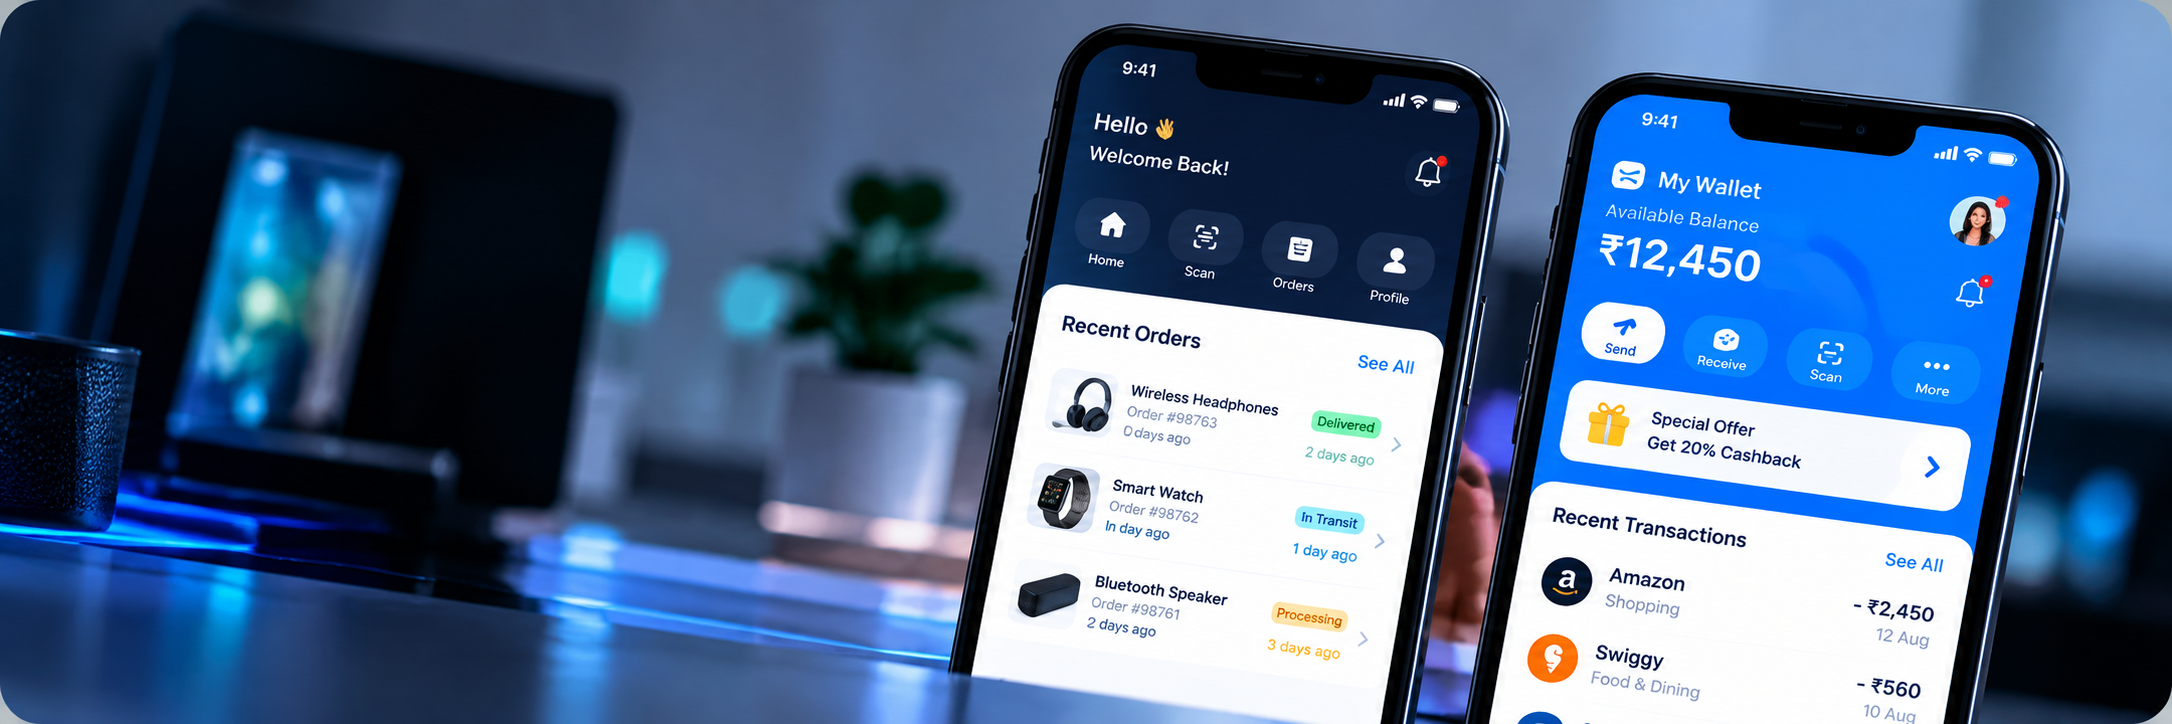 9:41
Hello 👋
Welcome Back!
Home
Scan
Orders
Profile
Recent Orders
See All
Wireless Headphones
Order #98763
0 days ago
Delivered
2 days ago
Smart Watch
Order #98762
In day ago
In Transit
1 day ago
Bluetooth Speaker
Order #98761
2 days ago
Processing
3 days ago
9:41
My Wallet
Available Balance
₹12,450
Send
Receive
Scan
More
Special Offer
Get 20% Cashback
Recent Transactions
See All
Amazon
Shopping
- ₹2,450
12 Aug
Swiggy
Food & Dining
- ₹560
10 Aug